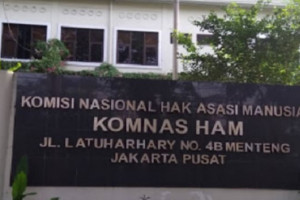 KOMISI NASIONAL HAK ASASI MANUSIA
KOMNAS HAM
JL. LATUHARHARY NO. 4B MENTENG
JAKARTA PUSAT